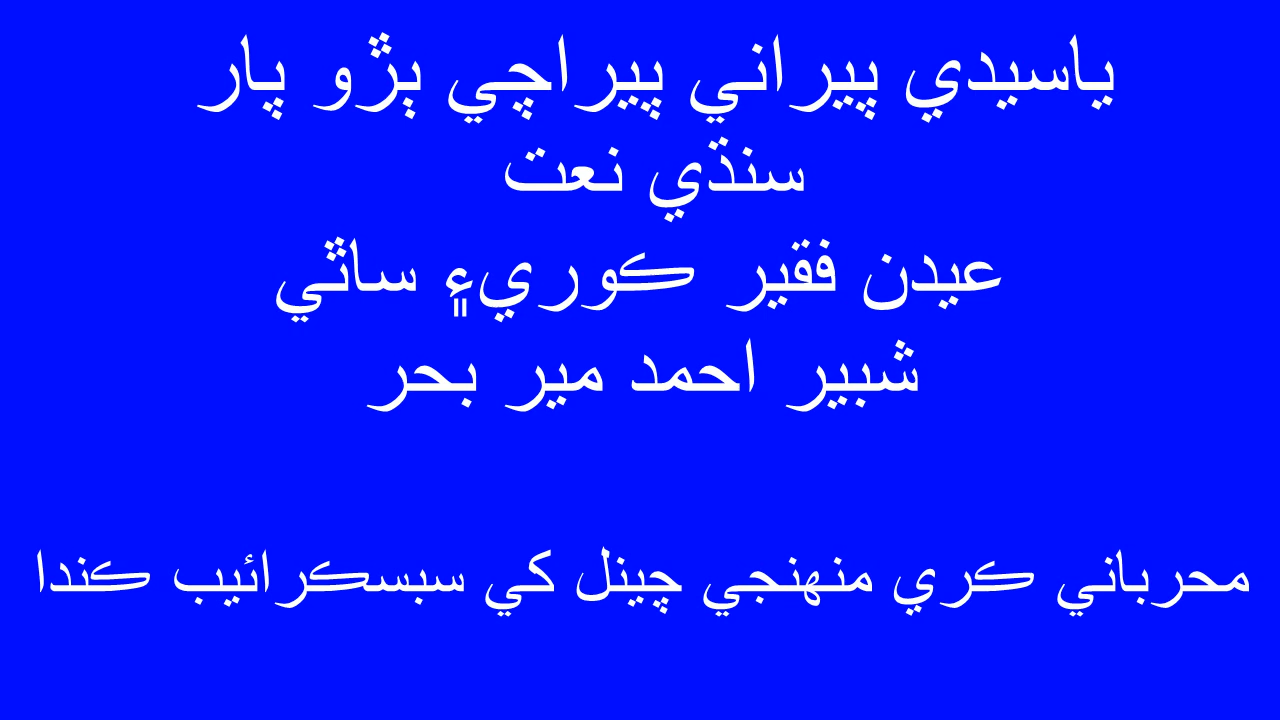 ياسيدي پيراني پيراچي ٻڙو پار
سنڌي نعت
عيدن فقير ڪوريءَ ساٿي
شبير احمد مير بحر
محرباني ڪري منهنجي چينل کي سبسڪرائيب ڪندا